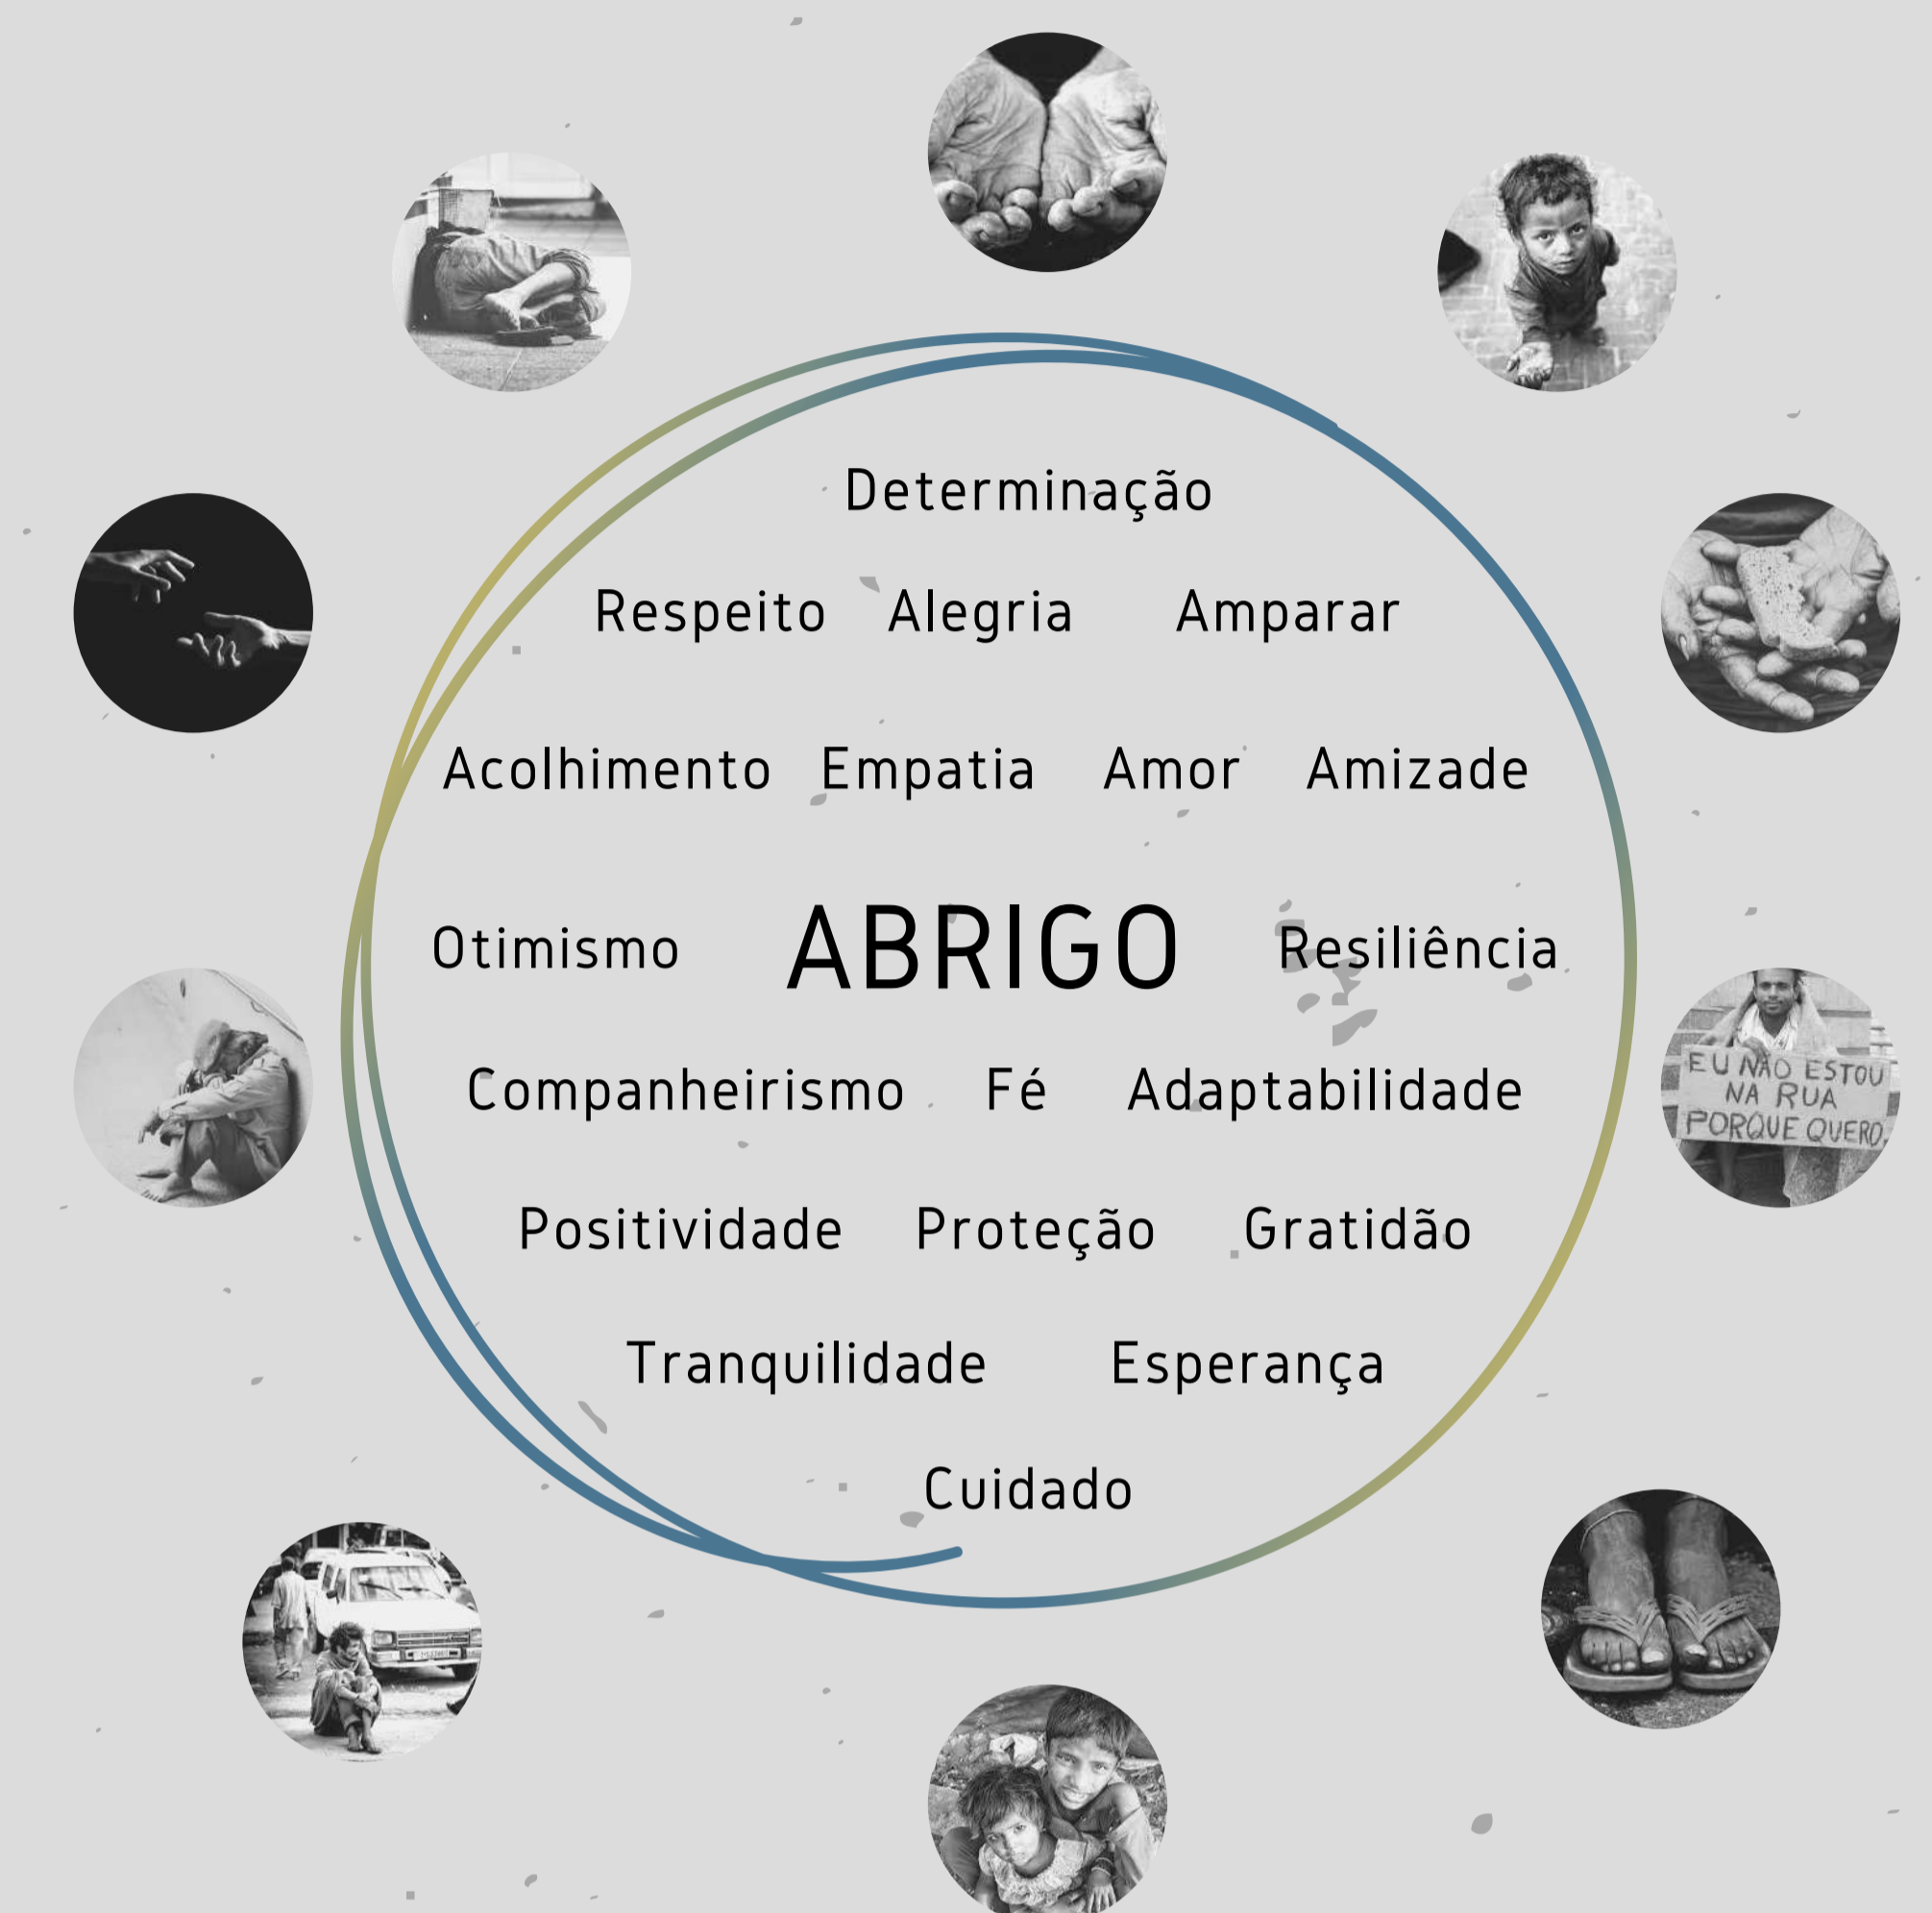 Determinação
Respeito Alegria Amparar
Acolhimento Empatia Amor Amizade
Otimismo ABRIGO Resiliência
Companheirismo Fé Adaptabilidade
EU NÃO ESTOU
NA RUA
PORQUE QUERO.
Positividade Proteção Gratidão
Tranquilidade Esperança
Cuidado